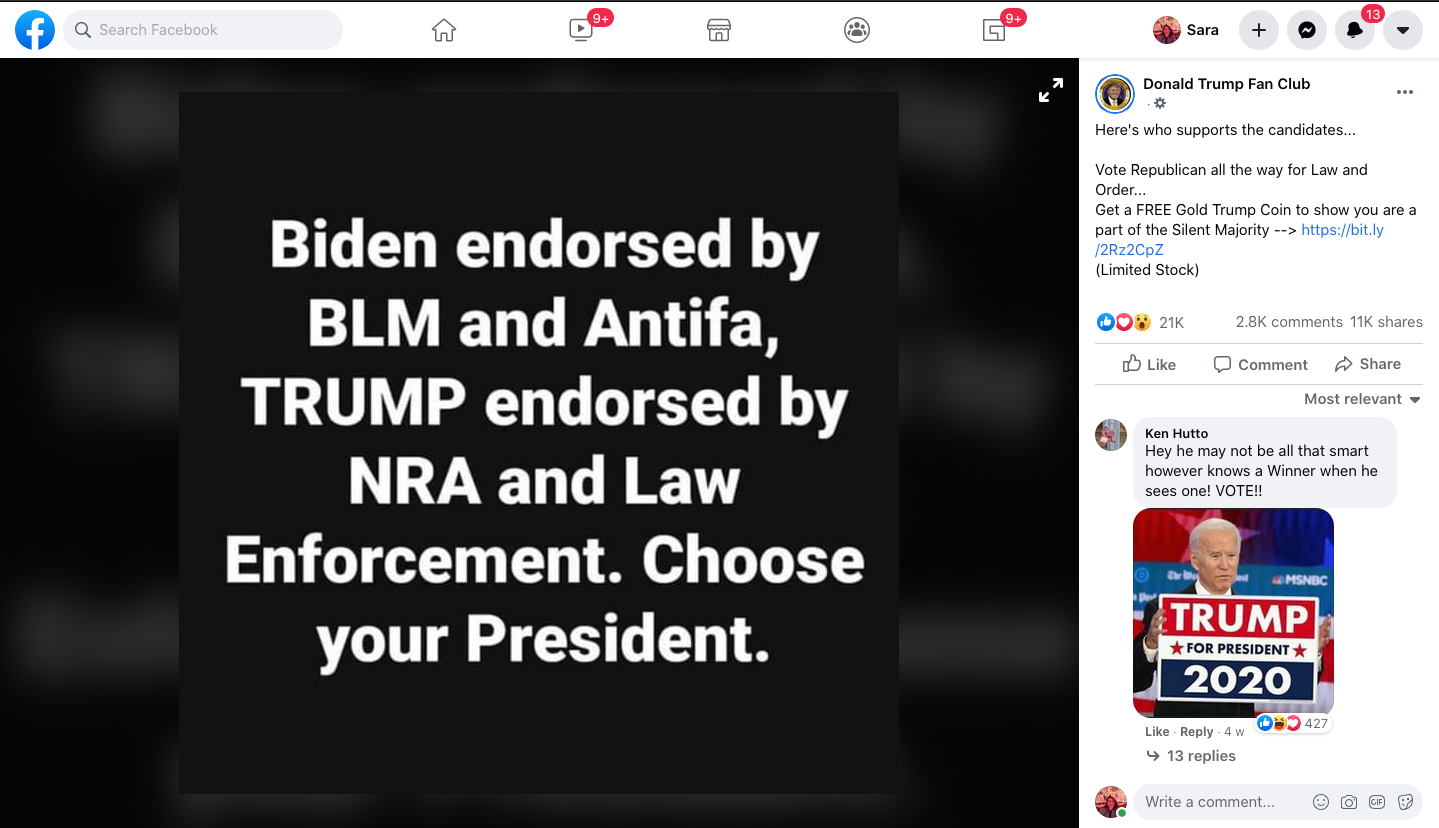 Search Facebook
9+
9+
Sara
13
Biden endorsed by
BLM and Antifa,
TRUMP endorsed by
NRA and Law
Enforcement. Choose
your President.
Donald Trump Fan Club
Here's who supports the candidates...
Vote Republican all the way for Law and
Order...
Get a FREE Gold Trump Coin to show you are a
part of the Silent Majority --> https://bit.ly
/2Rz2CpZ
(Limited Stock)
21K 2.8K comments 11K shares
Like Comment Share
Most relevant
Ken Hutto
Hey he may not be all that smart
however knows a Winner when he
sees one! VOTE!!
MSNBC
TRUMP
FOR PRESIDENT
2020
427
Like · Reply · 4 w
13 replies
Write a comment...
GIF